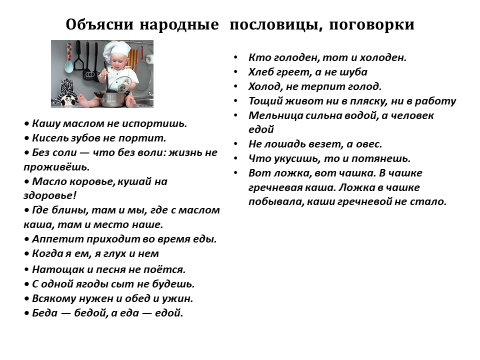 Объясни народные пословицы, поговорки
• Кашу маслом не испортишь.
• Кисель зубов не портит.
• Без соли — что без воли: жизнь не
проживёшь.
• Масло коровье, кушай на
здоровье!
• Где блины, там и мы, где с маслом
каша, там и место наше.
• Аппетит приходит во время еды.
• Когда я ем, я глух и нем
• Натощак и песня не поётся.
• С одной ягоды сыт не будешь.
• Всякому нужен и обед и ужин.
• Беда — бедой, а еда — едой.
• Кто голоден, тот и холоден.
• Хлеб греет, а не шуба
• Холод, не терпит голод.
• Тощий живот ни в пляску, ни в работу
• Мельница сильна водой, а человек
едой
• Не лошадь везет, а овес.
• Что укусишь, то и потянешь.
• Вот ложка, вот чашка. В чашке
гречневая каша. Ложка в чашке
побывала, каши гречневой не стало.